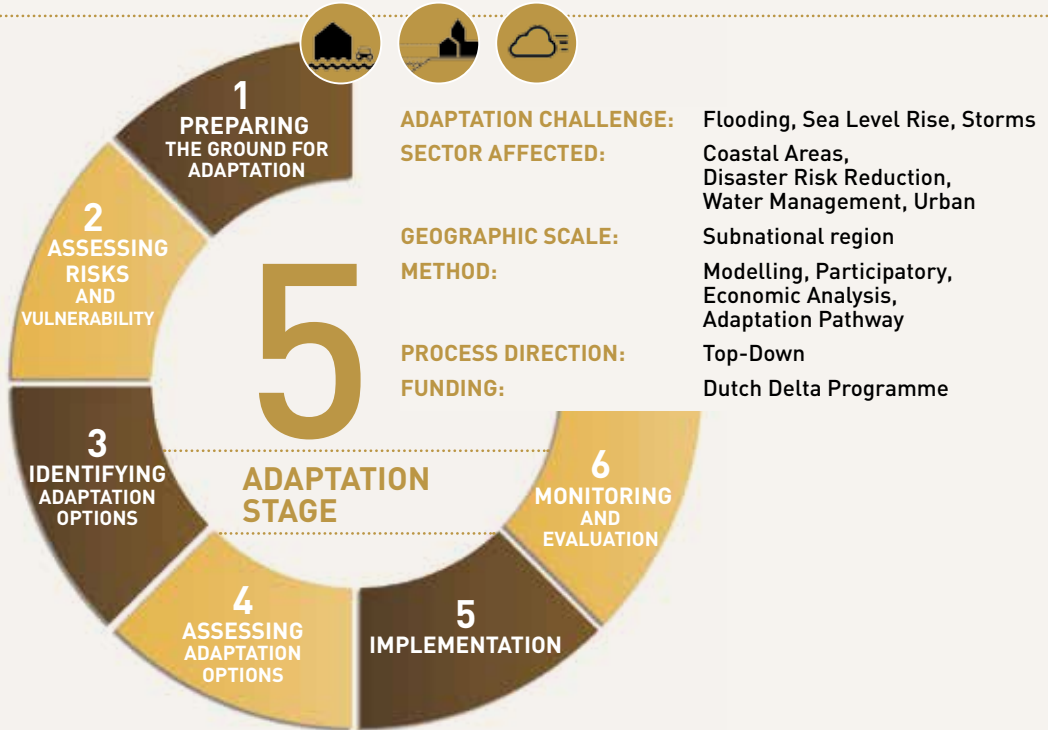 1
PREPARING
THE GROUND FOR
ADAPTATION
2
ASSESSING
RISKS
AND
VULNERABILITY
3
IDENTIFYING
ADAPTATION
OPTIONS
4
ASSESSING
ADAPTATION
OPTIONS
5
IMPLEMENTATION
6
MONITORING
AND
EVALUATION
5
ADAPTATION
STAGE
ADAPTATION CHALLENGE: Flooding, Sea Level Rise, Storms
SECTOR AFFECTED: Coastal Areas,
Disaster Risk Reduction,
Water Management, Urban
GEOGRAPHIC SCALE: Subnational region
METHOD: Modelling, Participatory,
Economic Analysis,
Adaptation Pathway
PROCESS DIRECTION: Top-Down
FUNDING: Dutch Delta Programme